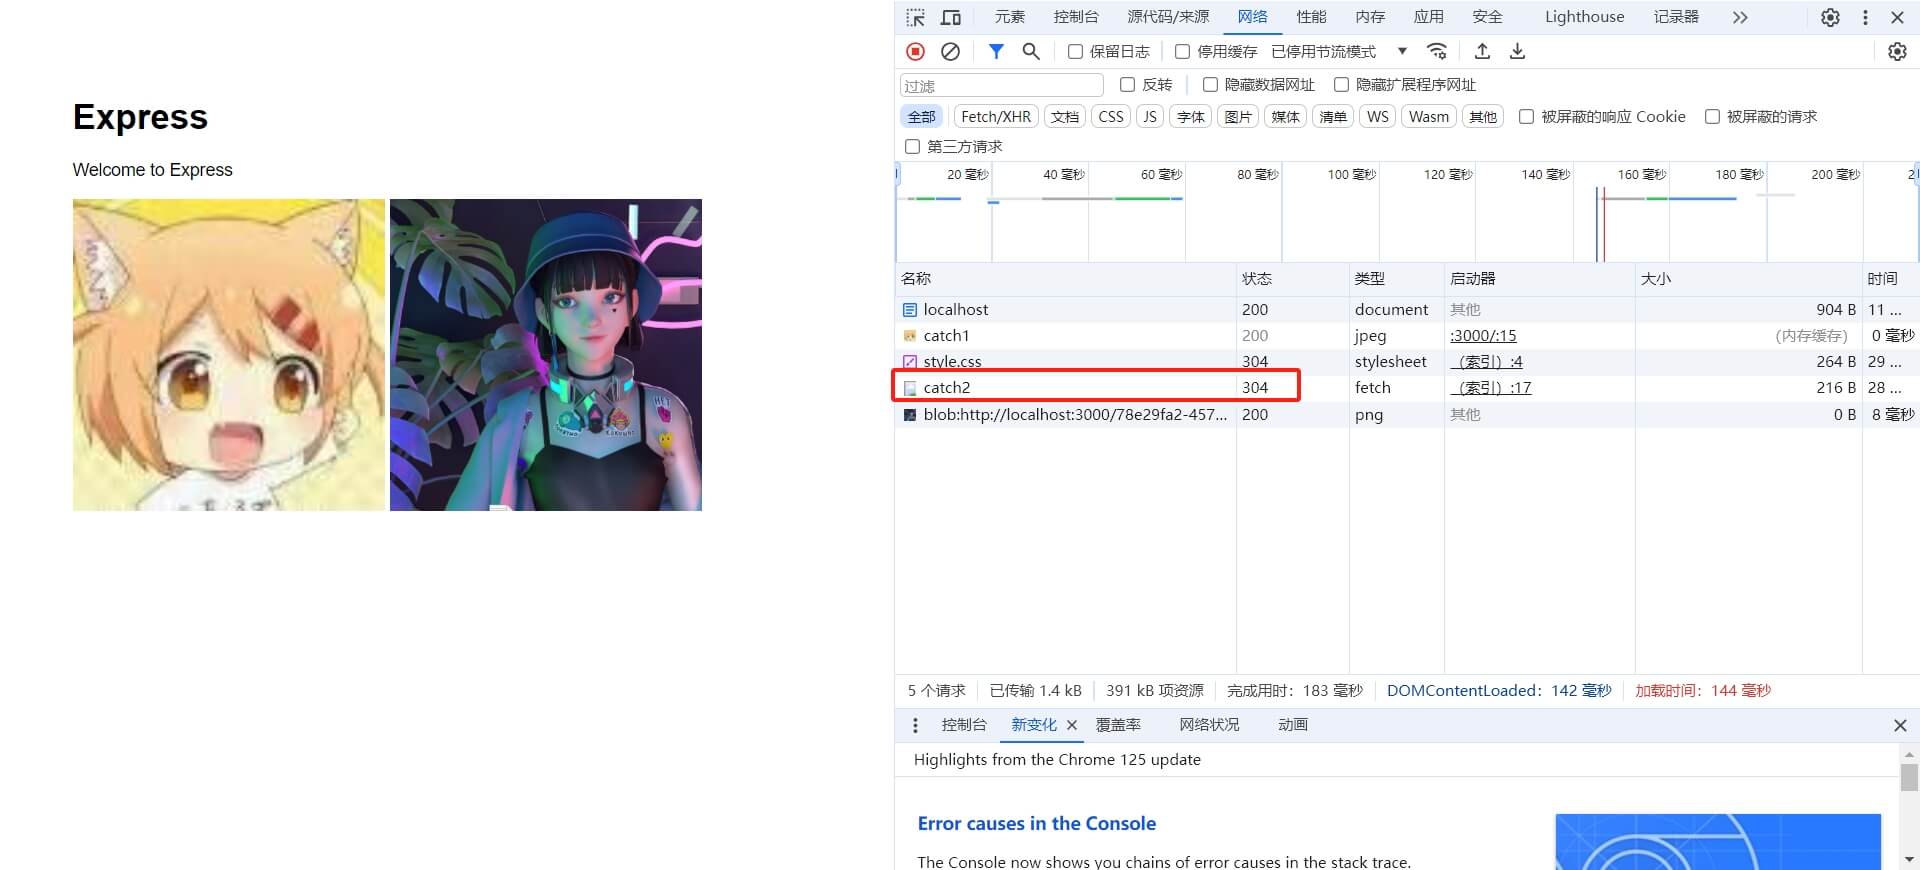 Express
Welcome to Express
元素 控制台 源代码/来源 网络 性能 内存 应用 安全 Lighthouse 记录器
保留日志 停用缓存 已停用节流模式
过滤 反转 隐藏数据网址 隐藏扩展程序网址
全部 Fetch/XHR 文档 CSS JS 字体 图片 媒体 清单 WS Wasm 其他 被屏蔽的响应 Cookie 被屏蔽的请求
第三方请求
20 毫秒 40 毫秒 60 毫秒 80 毫秒 100 毫秒 120 毫秒 140 毫秒 160 毫秒 180 毫秒 200 毫秒
名称 状态 类型 启动器 大小 时间
localhost 200 document 其他 904 B 11 ...
catch1 200 jpeg :3000/:15 (内存缓存) 0 毫秒
style.css 304 stylesheet （索引）:4 264 B 29 ...
catch2 304 fetch （索引）:17 216 B 28 ...
blob:http://localhost:3000/78e29fa2-457... 200 png 其他 0 B 8 毫秒
5 个请求 已传输 1.4 kB 391 kB 项资源 完成用时：183 毫秒 DOMContentLoaded：142 毫秒 加载时间：144 毫秒
控制台 新变化 覆盖率 网络状况 动画
Highlights from the Chrome 125 update
Error causes in the Console
The Console now shows you chains of error causes in the stack trace.